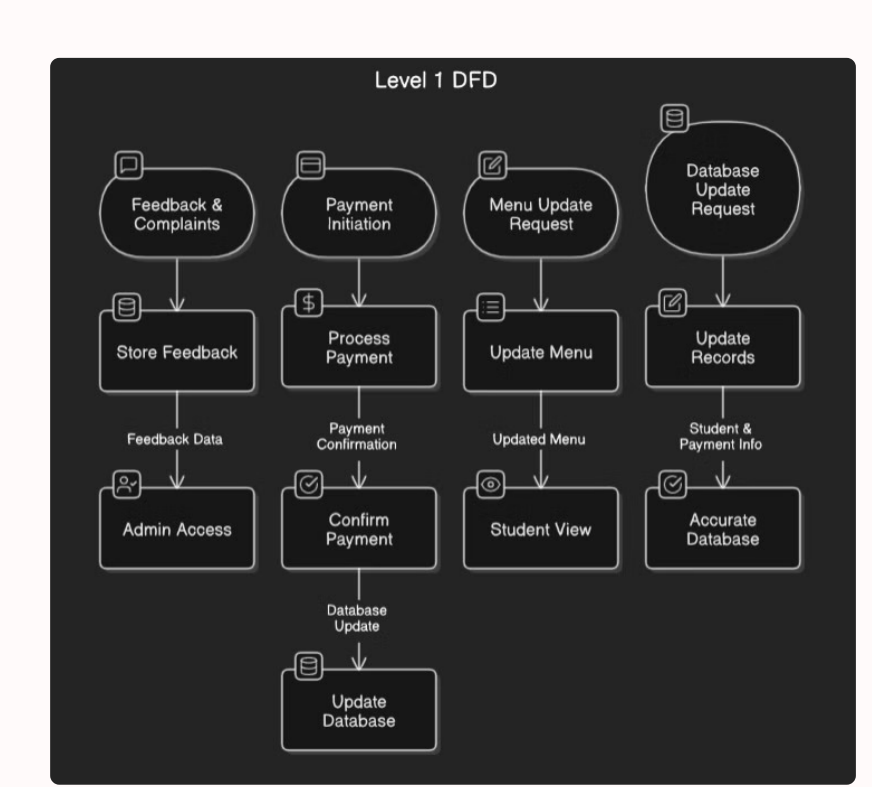 Level 1 DFD
Feedback &
Complaints
Store Feedback
Feedback Data
Admin Access
Payment
Initiation
$
Process
Payment
Payment
Confirmation
Confirm
Payment
Database
Update
Update
Database
Menu Update
Request
Update Menu
Updated Menu
Student View
Database
Update
Request
Update
Records
Student &
Payment Info
Accurate
Database